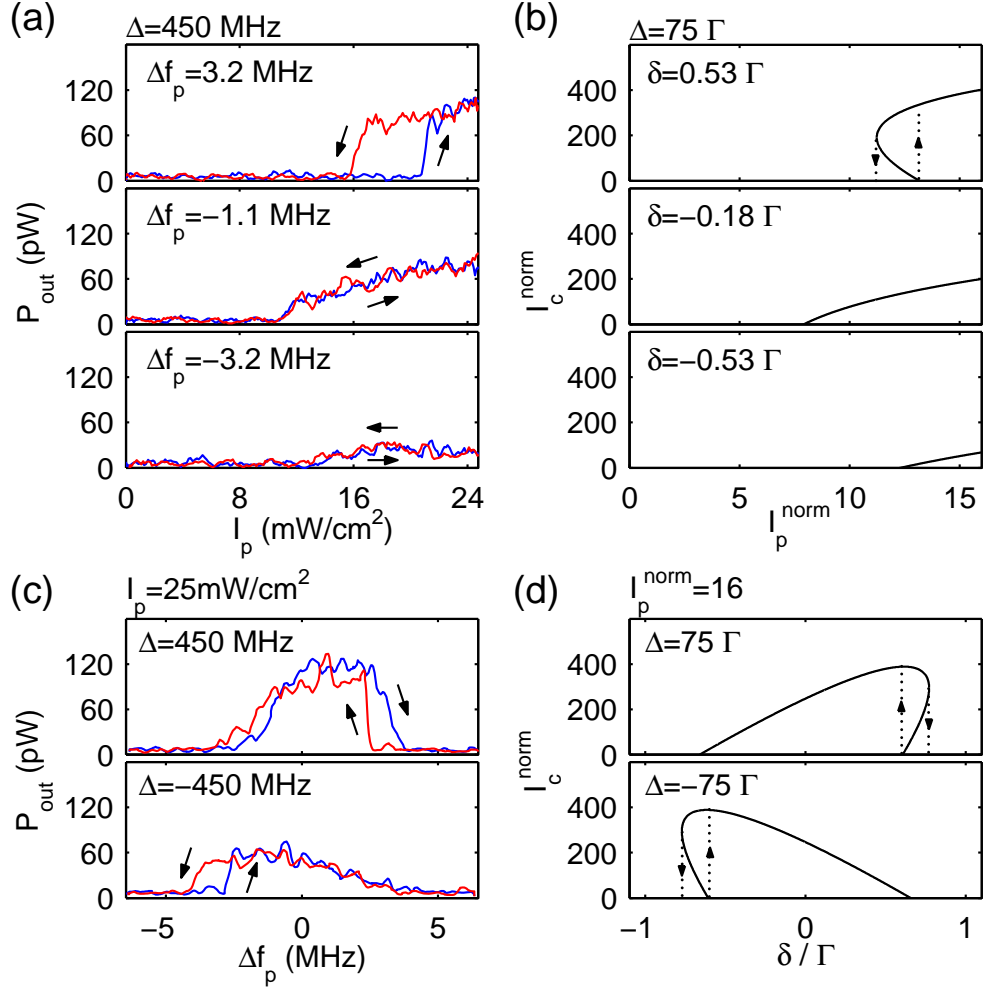 (a)
Δ=450 MHz
Δf_p=3.2 MHz
120
60
0
Δf_p=−1.1 MHz
120
60
0
Δf_p=−3.2 MHz
120
60
0
0 8 16 24
P_out (pW)
I_p (mW/cm²)
(b)
Δ=75 Γ
δ=0.53 Γ
400
200
0
δ=−0.18 Γ
400
200
0
δ=−0.53 Γ
400
200
0
0 5 10 15
I_c^norm
I_p^norm
(c)
I_p=25mW/cm²
Δ=450 MHz
120
60
0
Δ=−450 MHz
120
60
0
−5 0 5
P_out (pW)
Δf_p (MHz)
(d)
I_p^norm=16
Δ=75 Γ
400
200
0
Δ=−75 Γ
400
200
0
−1 0 1
I_c^norm
δ / Γ